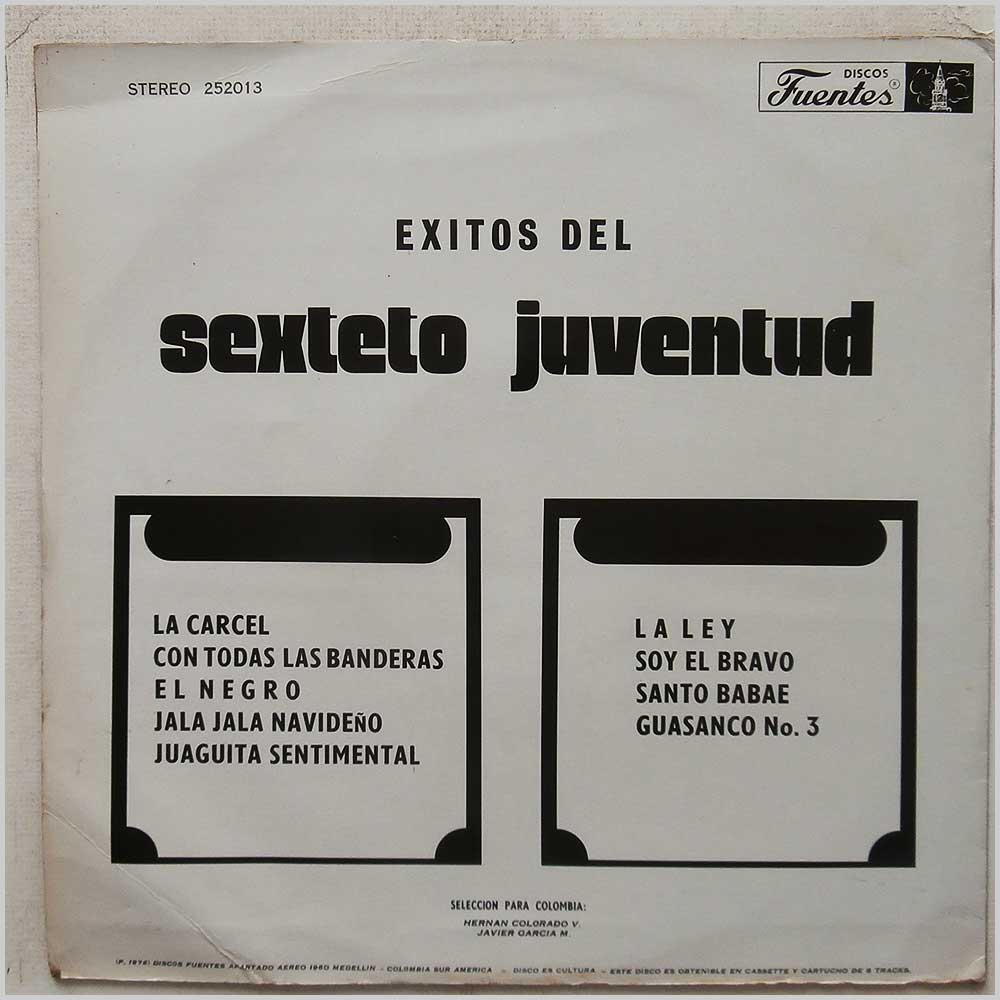 STEREO 252013
DISCOS
Fuentes®
EXITOS DEL
sexteto juventud
LA CARCEL
CON TODAS LAS BANDERAS
EL NEGRO
JALA JALA NAVIDEÑO
JUAGUITA SENTIMENTAL
LA LEY
SOY EL BRAVO
SANTO BABAE
GUASANCO No. 3
SELECCION PARA COLOMBIA:
HERNAN COLORADO V.
JAVIER GARCIA M.
DISCOS FUENTES APARTADO AEREO 1960 MEDELLIN - COLOMBIA SUR AMERICA - DISCO ES CULTURA - ESTE DISCO ES OBTENIBLE EN CASSETTE Y CARTUCHO DE 8 TRACKS.